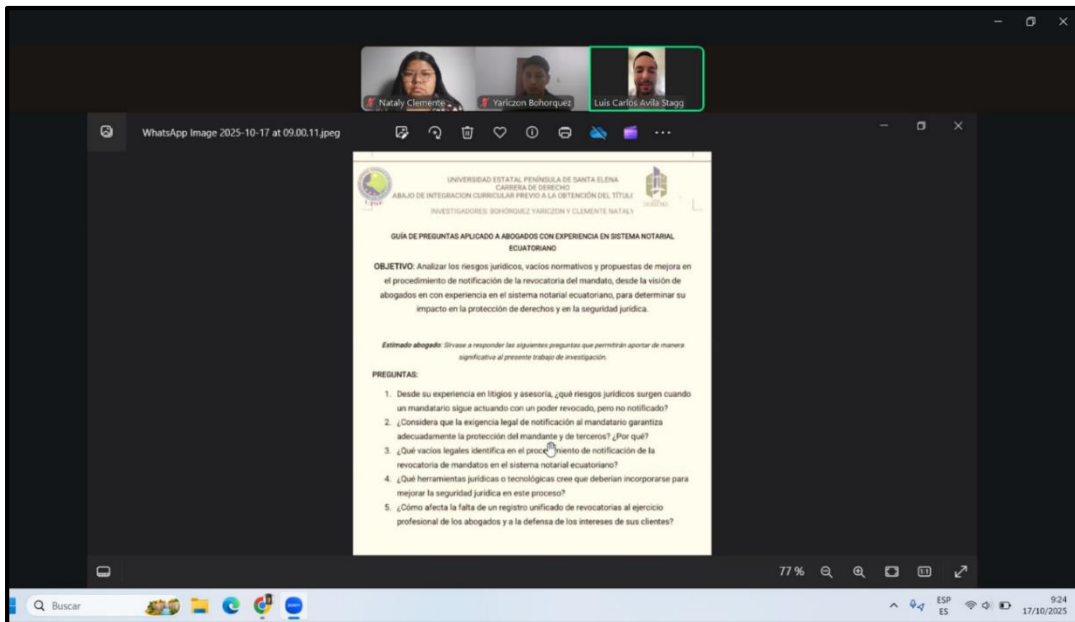 Nataly Clemente
Yariczon Bohorquez
Luis Carlos Avila Stagg
WhatsApp Image 2025-10-17 at 09.00.11.jpeg
UNIVERSIDAD ESTATAL PENÍNSULA DE SANTA ELENA
CARRERA DE DERECHO
ABAJO DE INTEGRACION CURRICULAR PREVIO A LA OBTENCIÓN DEL TÍTULO
INVESTIGADORES: BOHÓRQUEZ YARICZON Y CLEMENTE NATALY
GUÍA DE PREGUNTAS APLICADO A ABOGADOS CON EXPERIENCIA EN SISTEMA NOTARIAL
ECUATORIANO
OBJETIVO: Analizar los riesgos jurídicos, vacíos normativos y propuestas de mejora en
el procedimiento de notificación de la revocatoria del mandato, desde la visión de
abogados en con experiencia en el sistema notarial ecuatoriano, para determinar su
impacto en la protección de derechos y en la seguridad jurídica.
Estimado abogado: Sírvase a responder las siguientes preguntas que permitirán aportar de manera
significativa al presente trabajo de investigación.
PREGUNTAS:
1. Desde su experiencia en litigios y asesoría, ¿qué riesgos jurídicos surgen cuando
un mandatario sigue actuando con un poder revocado, pero no notificado?
2. ¿Considera que la exigencia legal de notificación al mandatario garantiza
adecuadamente la protección del mandante y de terceros? ¿Por qué?
3. ¿Qué vacíos legales identifica en el procedimiento de notificación de la
revocatoria de mandatos en el sistema notarial ecuatoriano?
4. ¿Qué herramientas jurídicas o tecnológicas cree que deberían incorporarse para
mejorar la seguridad jurídica en este proceso?
5. ¿Cómo afecta la falta de un registro unificado de revocatorias al ejercicio
profesional de los abogados y a la defensa de los intereses de sus clientes?
77 %
1:1
Buscar
ESP
ES
9:24
17/10/2025